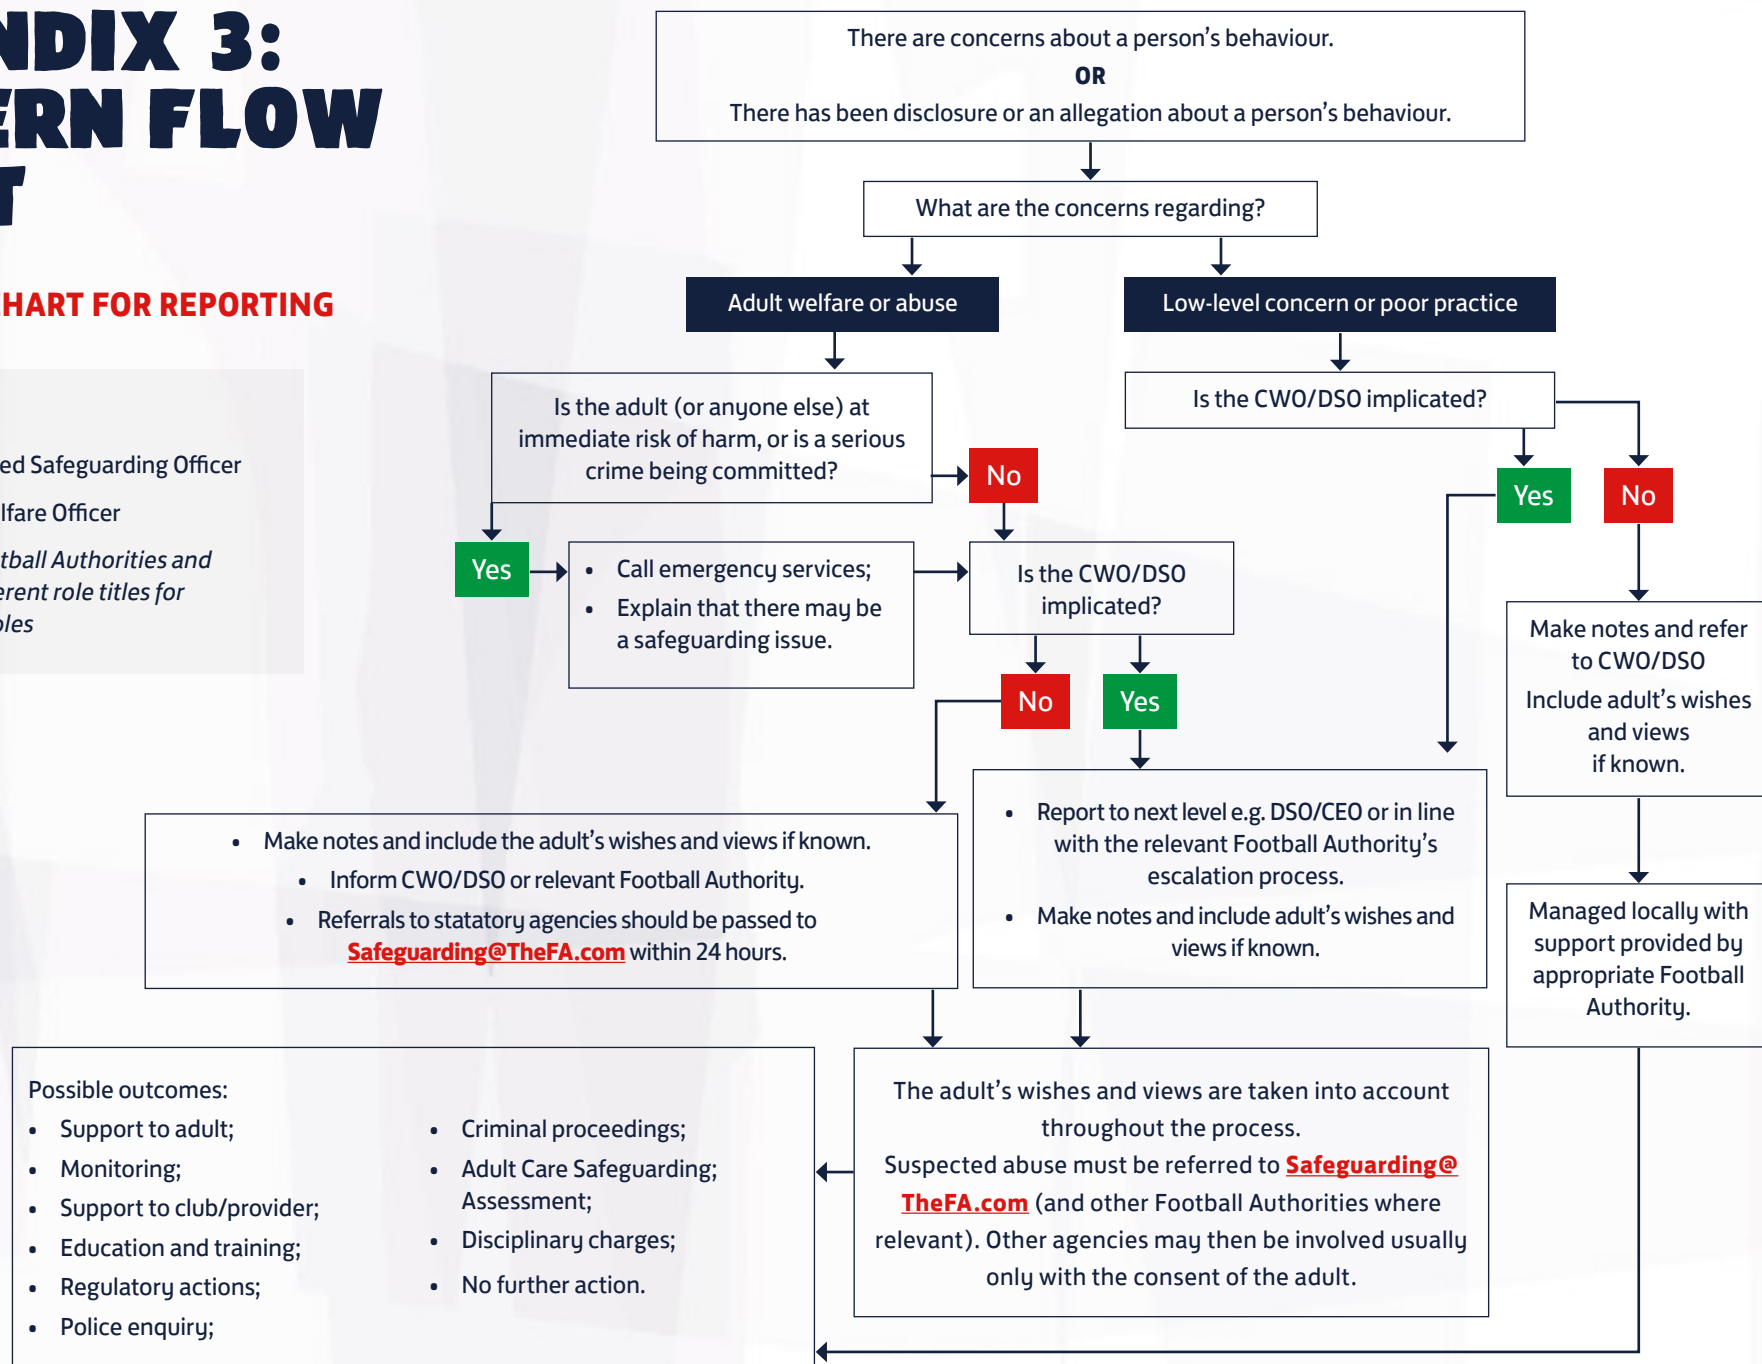 NDIX 3:
ERN FLOW
T
CHART FOR REPORTING
ed Safeguarding Officer
lfare Officer
tball Authorities and
erent role titles for
oles
There are concerns about a person's behaviour.
OR
There has been disclosure or an allegation about a person's behaviour.
What are the concerns regarding?
Adult welfare or abuse
Low-level concern or poor practice
Is the adult (or anyone else) at
immediate risk of harm, or is a serious
crime being committed?
No
Yes
• Call emergency services;
• Explain that there may be
a safeguarding issue.
Is the CWO/DSO
implicated?
No
Yes
Is the CWO/DSO implicated?
Yes
No
Make notes and refer
to CWO/DSO
Include adult's wishes
and views
if known.
Managed locally with
support provided by
appropriate Football
Authority.
• Make notes and include the adult's wishes and views if known.
• Inform CWO/DSO or relevant Football Authority.
• Referrals to statatory agencies should be passed to
Safeguarding@TheFA.com within 24 hours.
• Report to next level e.g. DSO/CEO or in line
with the relevant Football Authority's
escalation process.
• Make notes and include adult's wishes and
views if known.
The adult's wishes and views are taken into account
throughout the process.
Suspected abuse must be referred to Safeguarding@
TheFA.com (and other Football Authorities where
relevant). Other agencies may then be involved usually
only with the consent of the adult.
Possible outcomes:
• Support to adult;
• Monitoring;
• Support to club/provider;
• Education and training;
• Regulatory actions;
• Police enquiry;
• Criminal proceedings;
• Adult Care Safeguarding;
Assessment;
• Disciplinary charges;
• No further action.